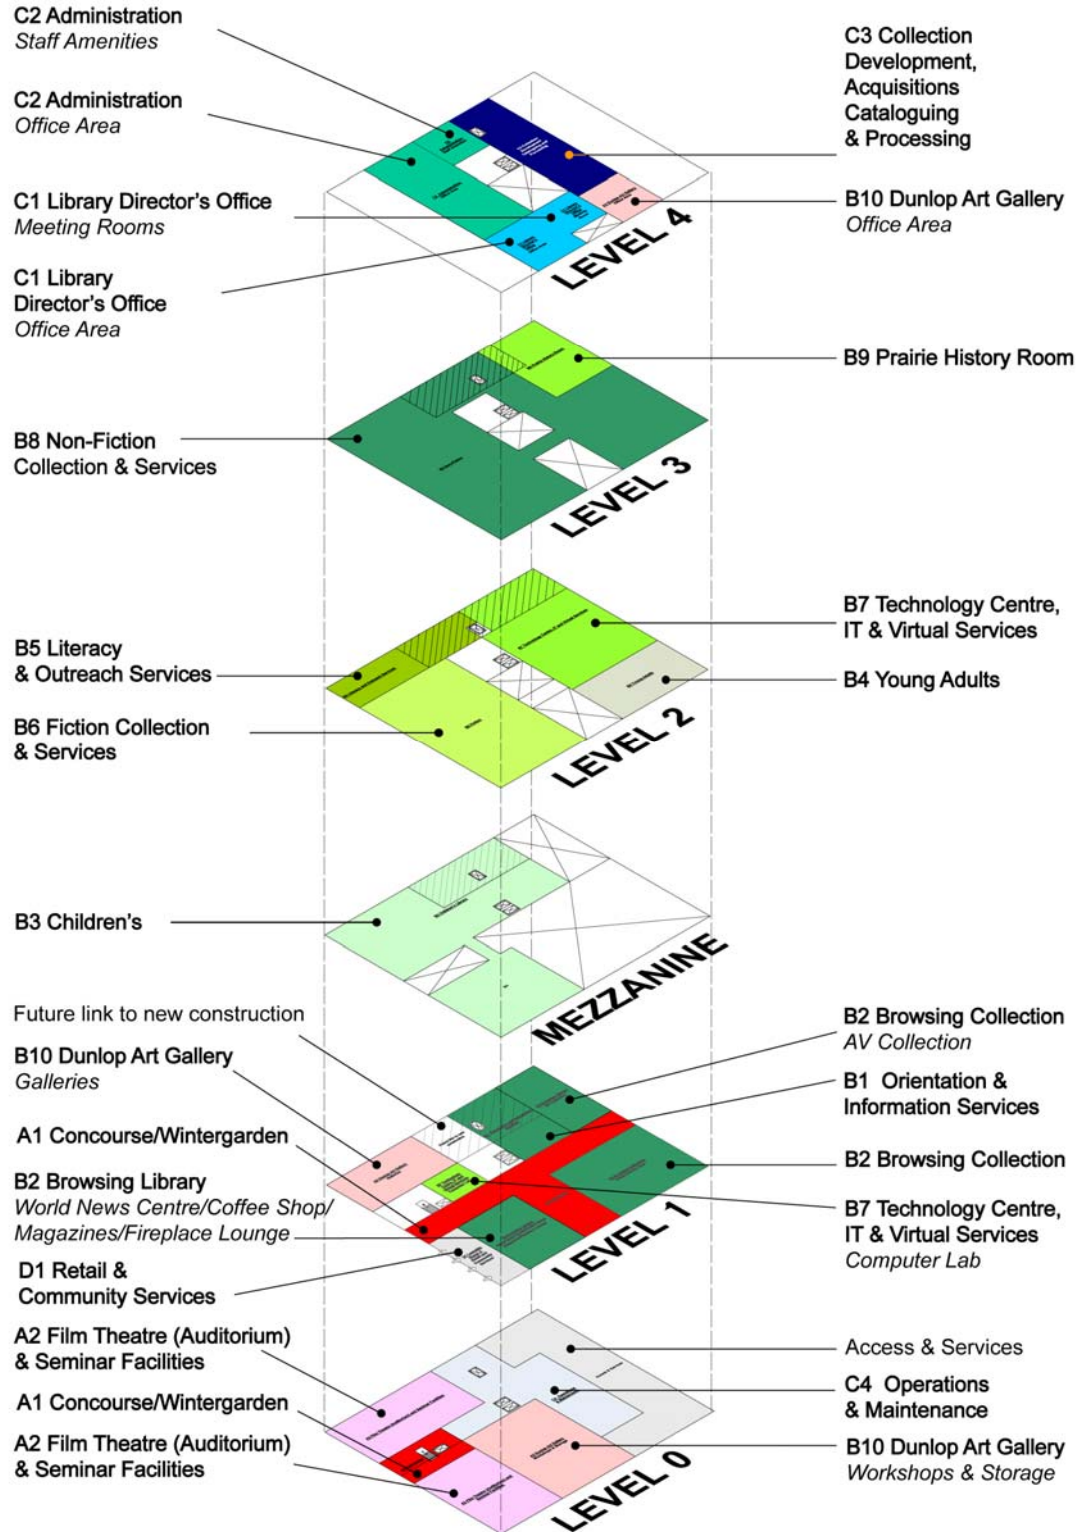 C2 Administration
Staff Amenities
C2 Administration
Office Area
C1 Library Director's Office
Meeting Rooms
C1 Library
Director's Office
Office Area
C3 Collection
Development,
Acquisitions
Cataloguing
& Processing
B10 Dunlop Art Gallery
Office Area
LEVEL 4
B9 Prairie History Room
B8 Non-Fiction
Collection & Services
LEVEL 3
B5 Literacy
& Outreach Services
B6 Fiction Collection
& Services
B7 Technology Centre,
IT & Virtual Services
B4 Young Adults
LEVEL 2
B3 Children's
MEZZANINE
Future link to new construction
B10 Dunlop Art Gallery
Galleries
A1 Concourse/Wintergarden
B2 Browsing Library
World News Centre/Coffee Shop/
Magazines/Fireplace Lounge
D1 Retail &
Community Services
B2 Browsing Collection
AV Collection
B1 Orientation &
Information Services
B2 Browsing Collection
B7 Technology Centre,
IT & Virtual Services
Computer Lab
LEVEL 1
A2 Film Theatre (Auditorium)
& Seminar Facilities
A1 Concourse/Wintergarden
A2 Film Theatre (Auditorium)
& Seminar Facilities
Access & Services
C4 Operations
& Maintenance
B10 Dunlop Art Gallery
Workshops & Storage
LEVEL 0